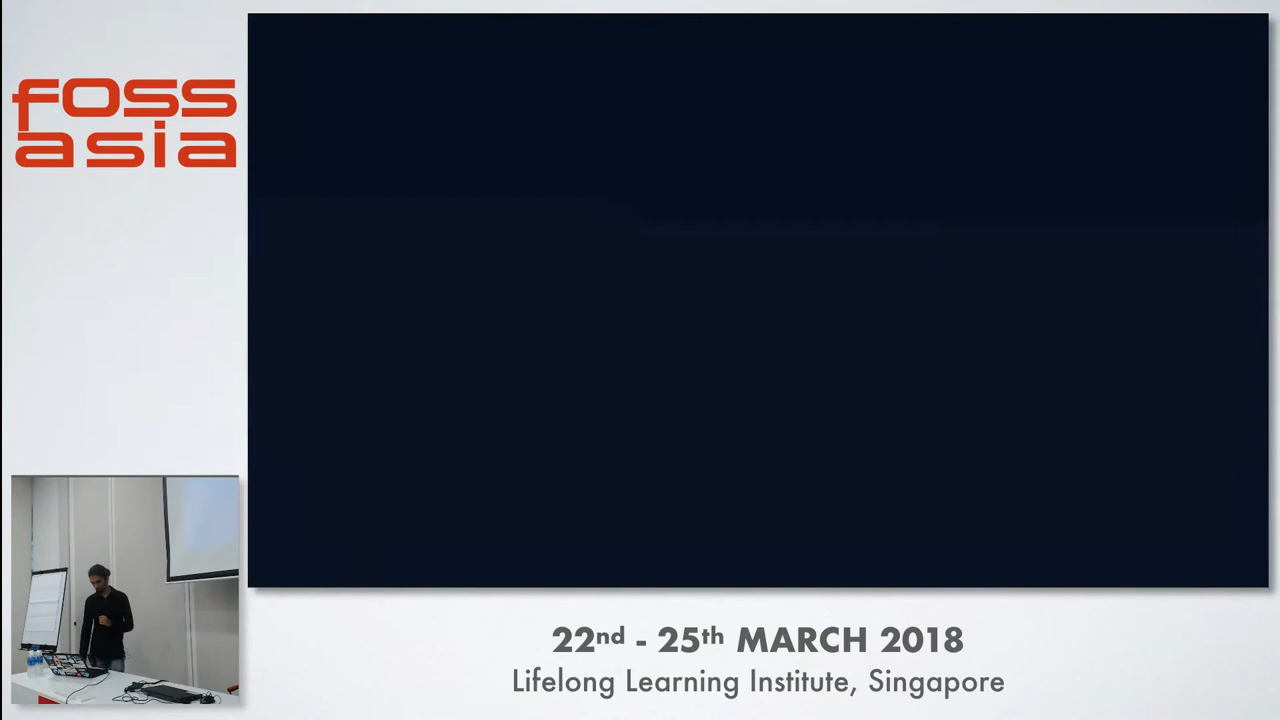 foss
asia
22nd - 25th MARCH 2018
Lifelong Learning Institute, Singapore